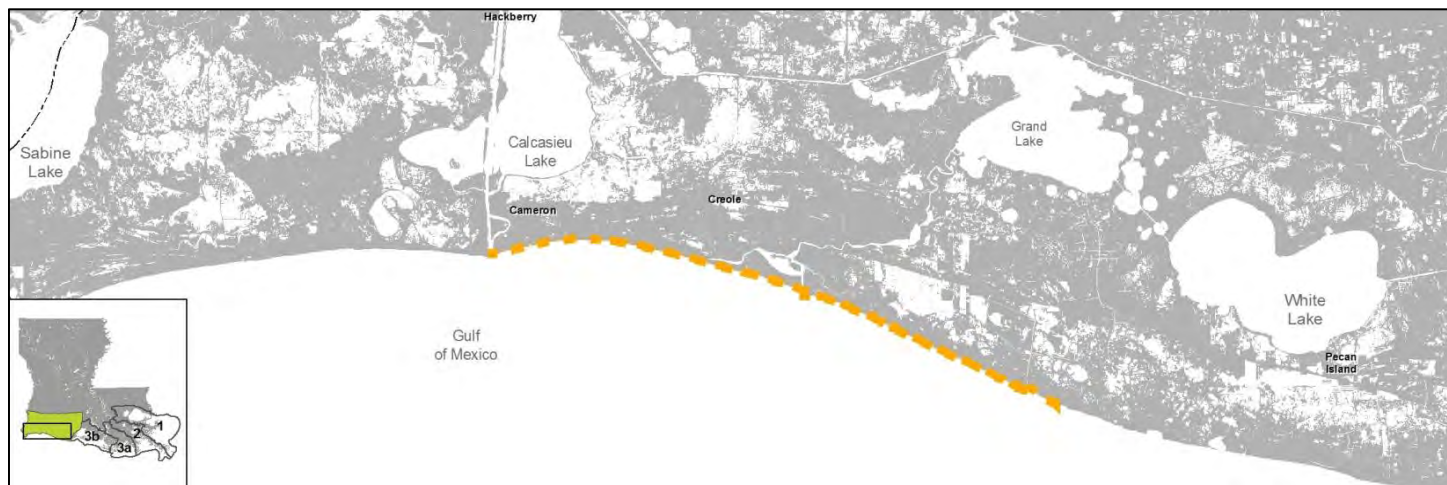 Hackberry
Sabine
Lake
Calcasieu
Lake
Grand
Lake
Cameron
Creole
White
Lake
Gulf
of Mexico
Pecan
Island
1
2
3b
3a